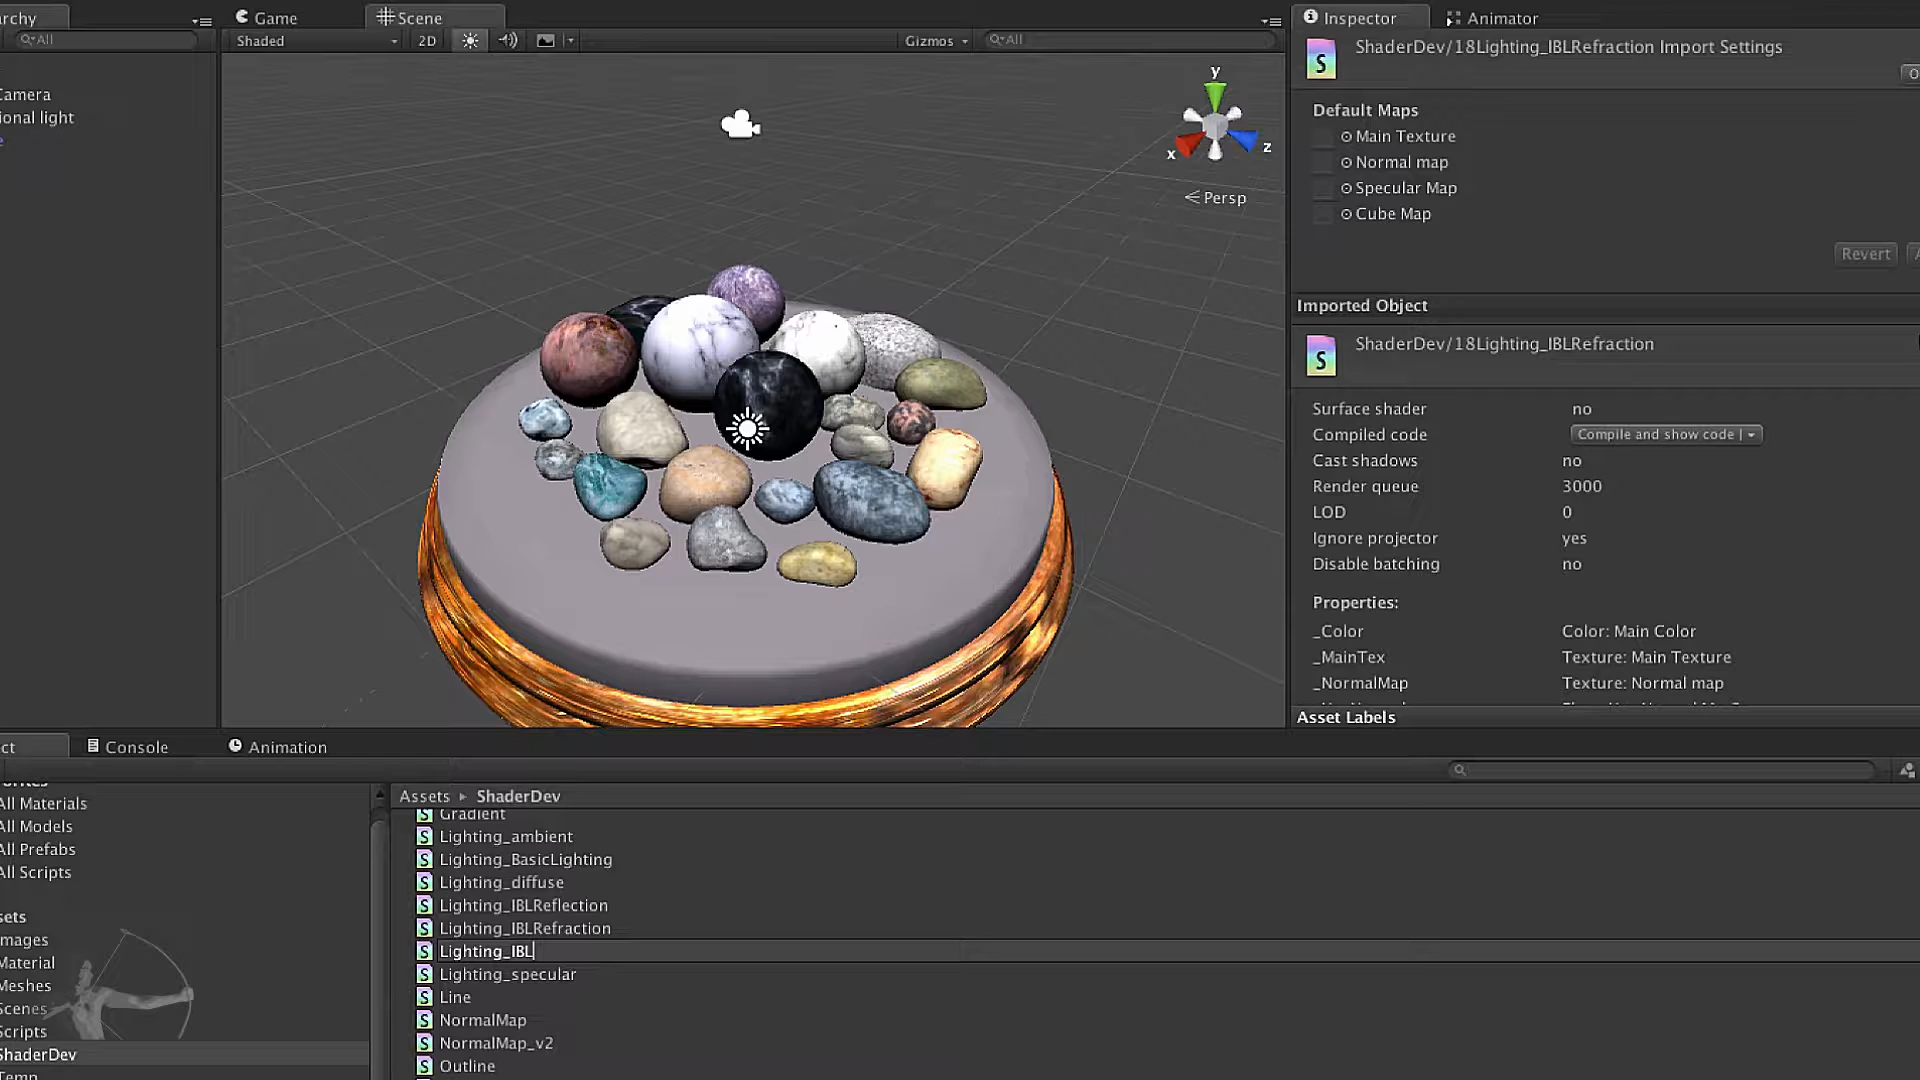 rchy
Game
Scene
Inspector
Animator
All
Shaded
2D
Gizmos
All
ShaderDev/18Lighting_IBLRefraction Import Settings
O
Camera
ional light
e
y
x
z
Persp
Default Maps
Main Texture
Normal map
Specular Map
Cube Map
Revert
A
Imported Object
ShaderDev/18Lighting_IBLRefraction
Surface shader no
Compiled code Compile and show code
Cast shadows no
Render queue 3000
LOD 0
Ignore projector yes
Disable batching no
Properties:
_Color Color: Main Color
_MainTex Texture: Main Texture
_NormalMap Texture: Normal map
Asset Labels
ct
Console
Animation
All Materials
All Models
All Prefabs
All Scripts
sets
mages
Material
Meshes
Scenes
Scripts
ShaderDev
Temp
Assets ShaderDev
Gradient
Lighting_ambient
Lighting_BasicLighting
Lighting_diffuse
Lighting_IBLReflection
Lighting_IBLRefraction
Lighting_IBL
Lighting_specular
Line
NormalMap
NormalMap_v2
Outline